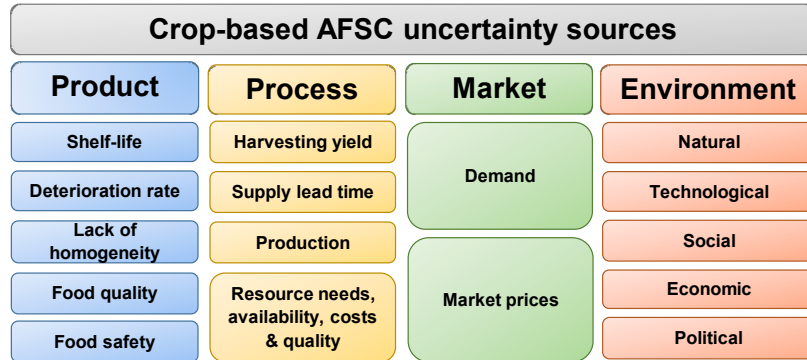 Crop-based AFSC uncertainty sources
Product
Process
Market
Environment
Shelf-life
Deterioration rate
Lack of
homogeneity
Food quality
Food safety
Harvesting yield
Supply lead time
Production
Resource needs,
availability, costs
& quality
Demand
Market prices
Natural
Technological
Social
Economic
Political